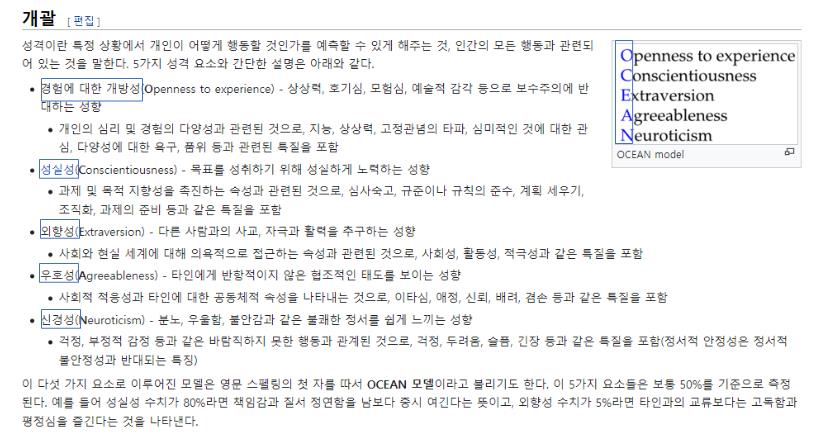 개괄 [편집]
성격이란 특정 상황에서 개인이 어떻게 행동할 것인가를 예측할 수 있게 해주는 것, 인간의 모든 행동과 관련되
어 있는 것을 말한다. 5가지 성격 요소와 간단한 설명은 아래와 같다.
• 경험에 대한 개방성(Openness to experience) - 상상력, 호기심, 모험심, 예술적 감각 등으로 보수주의에 반
대하는 성향
• 개인의 심리 및 경험의 다양성과 관련된 것으로, 지능, 상상력, 고정관념의 타파, 심미적인 것에 대한 관
심, 다양성에 대한 욕구, 품위 등과 관련된 특질을 포함
• 성실성(Conscientiousness) - 목표를 성취하기 위해 성실하게 노력하는 성향
• 과제 및 목적 지향성을 촉진하는 속성과 관련된 것으로, 심사숙고, 규준이나 규칙의 준수, 계획 세우기,
조직화, 과제의 준비 등과 같은 특질을 포함
• 외향성(Extraversion) - 다른 사람과의 사교, 자극과 활력을 추구하는 성향
• 사회와 현실 세계에 대해 의욕적으로 접근하는 속성과 관련된 것으로, 사회성, 활동성, 적극성과 같은 특질을 포함
• 우호성(Agreeableness) - 타인에게 반항적이지 않은 협조적인 태도를 보이는 성향
• 사회적 적응성과 타인에 대한 공동체적 속성을 나타내는 것으로, 이타심, 애정, 신뢰, 배려, 겸손 등과 같은 특질을 포함
• 신경성(Neuroticism) - 분노, 우울함, 불안감과 같은 불쾌한 정서를 쉽게 느끼는 성향
• 걱정, 부정적 감정 등과 같은 바람직하지 못한 행동과 관계된 것으로, 걱정, 두려움, 슬픔, 긴장 등과 같은 특질을 포함(정서적 안정성은 정서적
불안정성과 반대되는 특징)
이 다섯 가지 요소로 이루어진 모델은 영문 스펠링의 첫 자를 따서 OCEAN 모델이라고 불리기도 한다. 이 5가지 요소들은 보통 50%를 기준으로 측정
된다. 예를 들어 성실성 수치가 80%라면 책임감과 질서 정연함을 남보다 중시 여긴다는 뜻이고, 외향성 수치가 5%라면 타인과의 교류보다는 고독함과
평정심을 즐긴다는 것을 나타낸다.
Openness to experience
Conscientiousness
Extraversion
Agreeableness
Neuroticism
OCEAN model